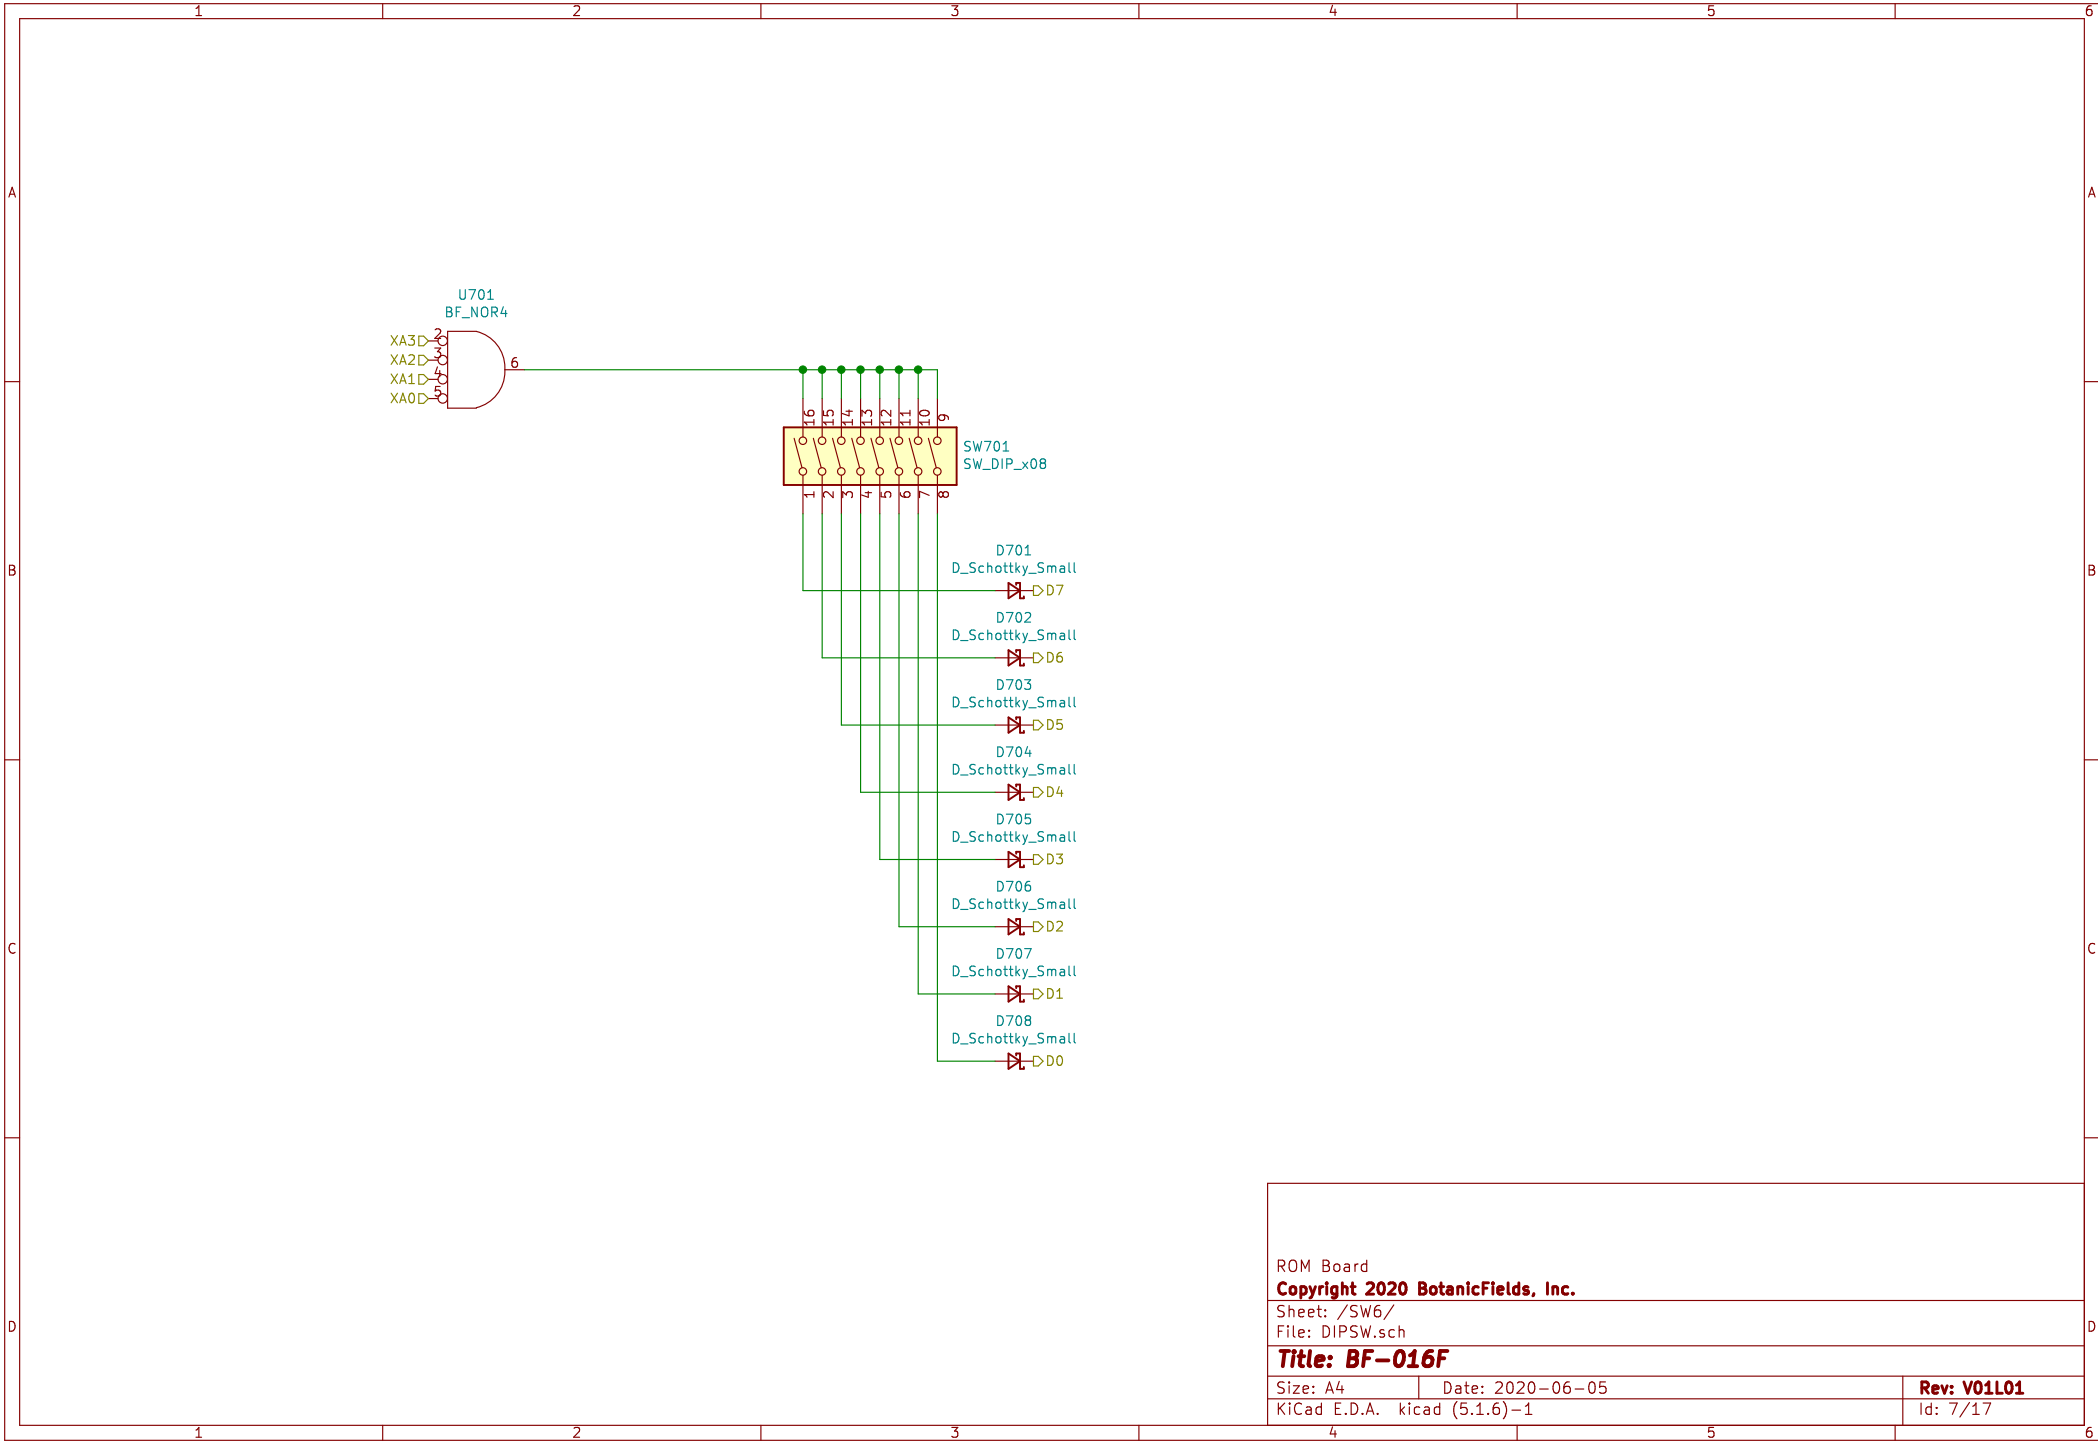 1 2 3 4 5 6
A A
U701
BF_NOR4
XA3 2
XA2 3
XA1 4
XA0 5
6
16 15 14 13 12 11 10 9
SW701
SW_DIP_x08
1 2 3 4 5 6 7 8
D701
B B
D_Schottky_Small
D7
D702
D_Schottky_Small
D6
D703
D_Schottky_Small
D5
D704
D_Schottky_Small
D4
D705
D_Schottky_Small
D3
D706
D_Schottky_Small
D2
C C
D707
D_Schottky_Small
D1
D708
D_Schottky_Small
D0
ROM Board
Copyright 2020 BotanicFields, Inc.
Sheet: /SW6/
D D
File: DIPSW.sch
Title: BF-016F
Size: A4 Date: 2020-06-05 Rev: V01L01
KiCad E.D.A. kicad (5.1.6)-1 Id: 7/17
1 2 3 4 5 6